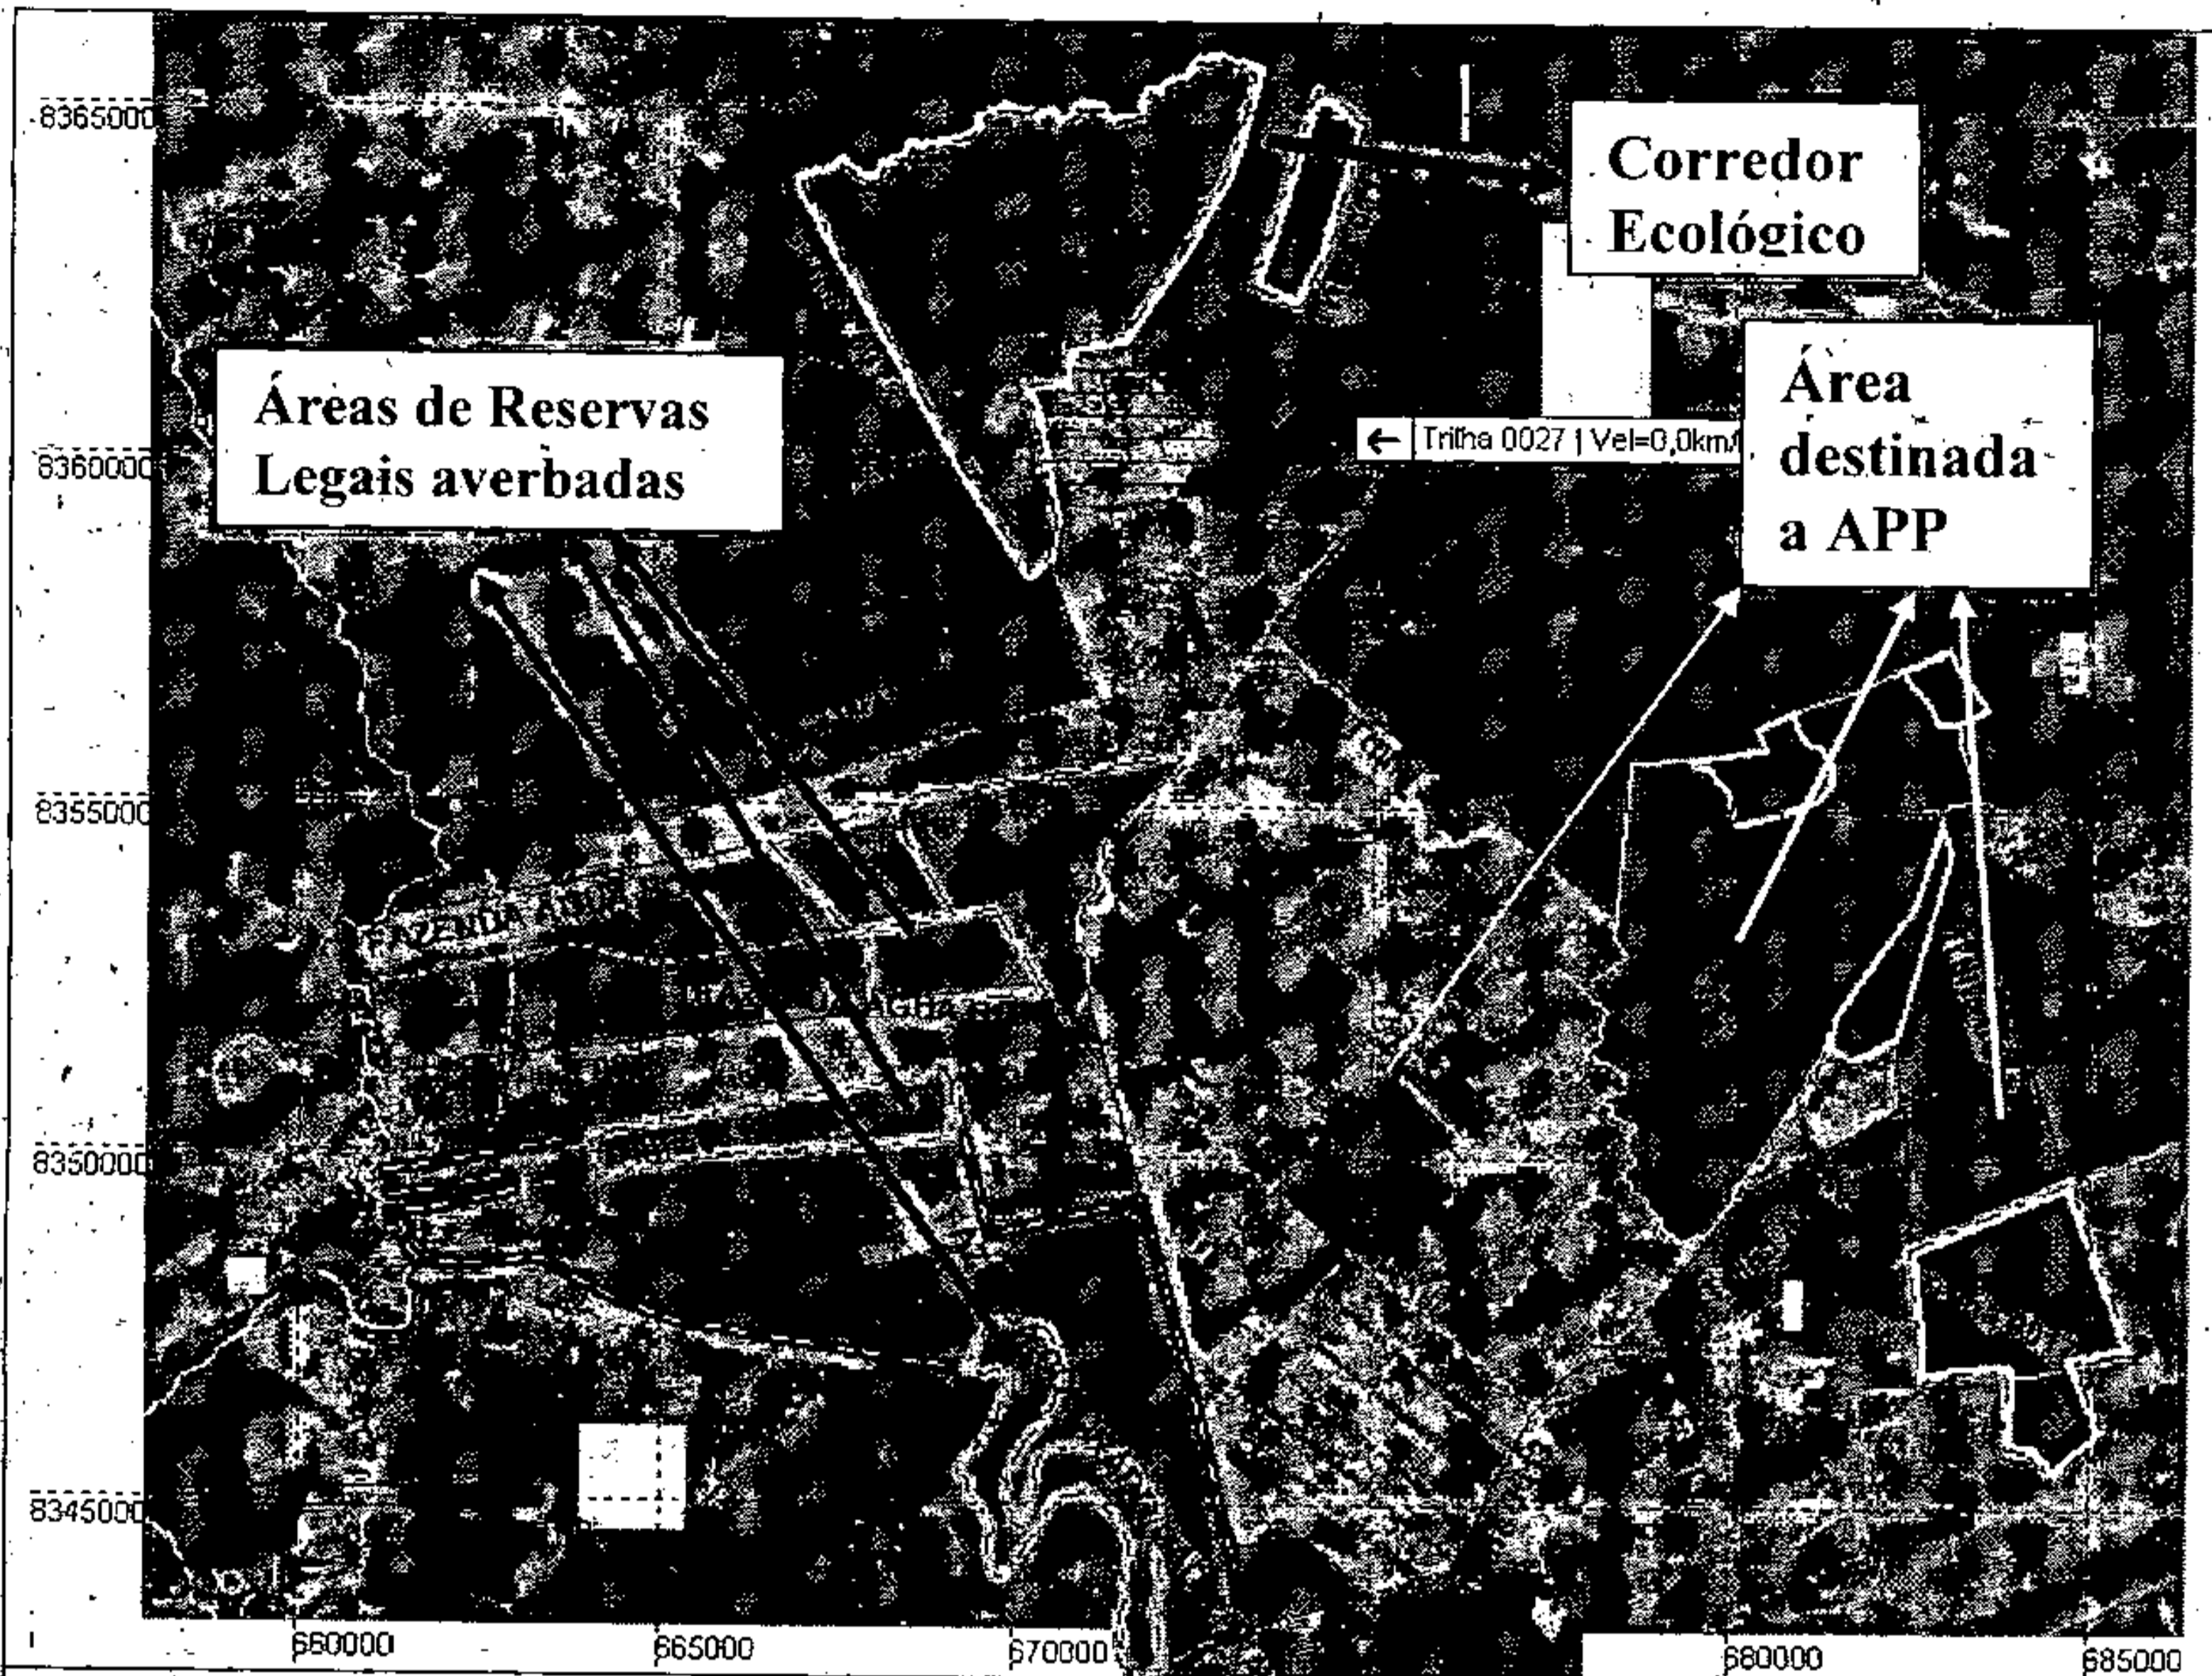 8365000
Corredor
Ecológico
Áreas de Reservas
Legais averbadas
Área
destinada
a APP
← Trilha 0027 | Vel=0,0km/
8360000
8355000
FAZENDA
8350000
8345000
660000
665000
670000
680000
685000